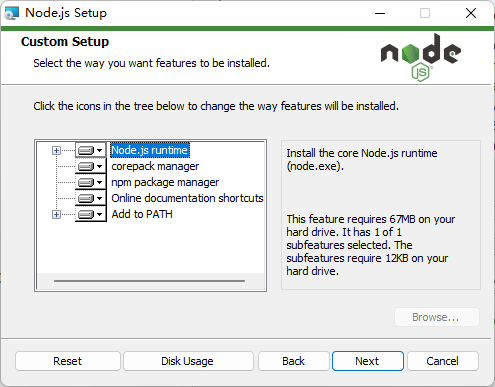 Node.js Setup
Custom Setup
Select the way you want features to be installed.
node
JS
Click the icons in the tree below to change the way features will be installed.
Node.js runtime
corepack manager
npm package manager
Online documentation shortcuts
Add to PATH
Install the core Node.js runtime
(node.exe).
This feature requires 67MB on your
hard drive. It has 1 of 1
subfeatures selected. The
subfeatures require 12KB on your
hard drive.
Browse...
Reset
Disk Usage
Back
Next
Cancel